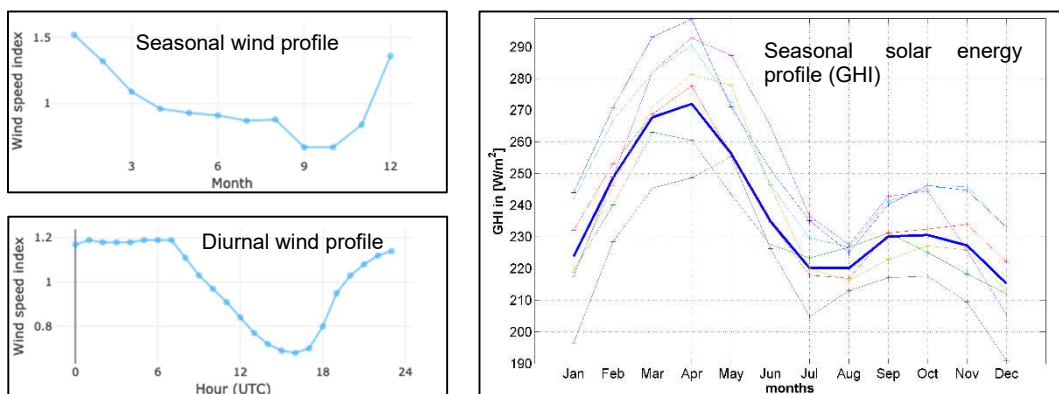 Seasonal wind profile
Wind speed index
1.5
1
3
6
9
12
Month
Diurnal wind profile
Wind speed index
1.2
0.8
0
6
12
18
24
Hour (UTC)
Seasonal solar energy
profile (GHI)
GHI in [W/m²]
290
280
270
260
250
240
230
220
210
200
190
Jan Feb Mar Apr May Jun Jul Aug Sep Oct Nov Dec
months